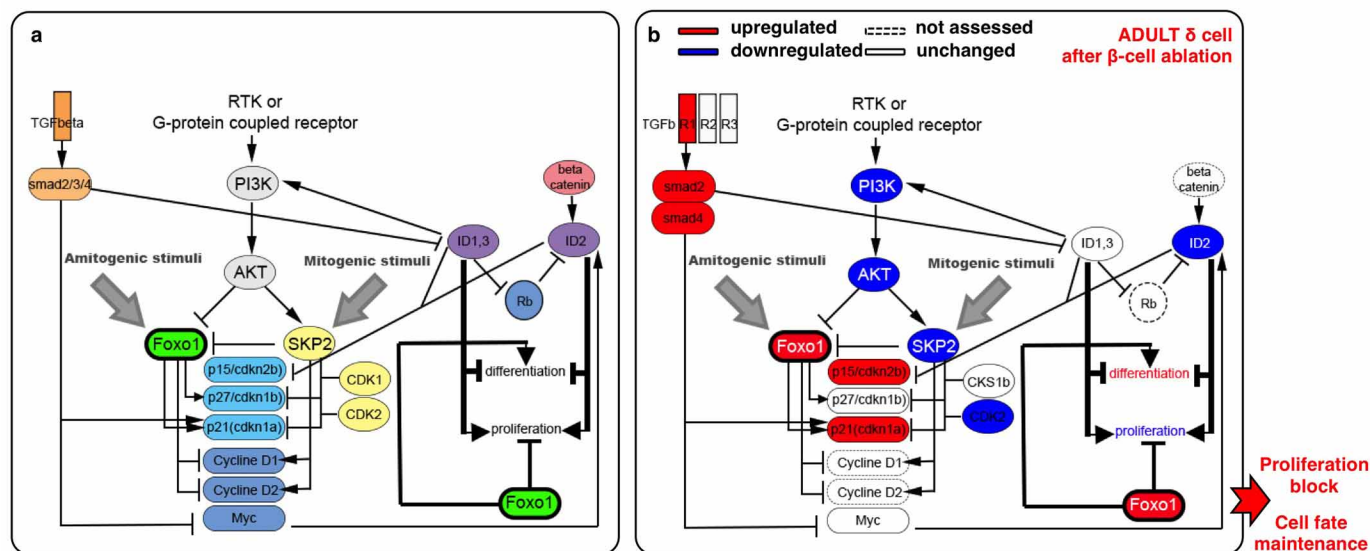 a
TGFbeta
RTK or
G-protein coupled receptor
smad2/3/4
PI3K
beta
catenin
ID1,3
ID2
Amitogenic stimuli
AKT
Mitogenic stimuli
Rb
Foxo1
SKP2
p15/cdkn2b)
CDK1
differentiation
p27/cdkn1b)
CDK2
p21(cdkn1a)
proliferation
Cycline D1
Cycline D2
Foxo1
Myc
b
upregulated
not assessed
downregulated
unchanged
ADULT δ cell
after β-cell ablation
TGFb R1 R2 R3
RTK or
G-protein coupled receptor
smad2
smad4
PI3K
beta
catenin
ID1,3
ID2
Amitogenic stimuli
AKT
Mitogenic stimuli
Rb
Foxo1
SKP2
p15/cdkn2b)
CKS1b
differentiation
p27/cdkn1b)
CDK2
p21(cdkn1a)
proliferation
Cycline D1
Cycline D2
Foxo1
Myc
Proliferation
block
Cell fate
maintenance